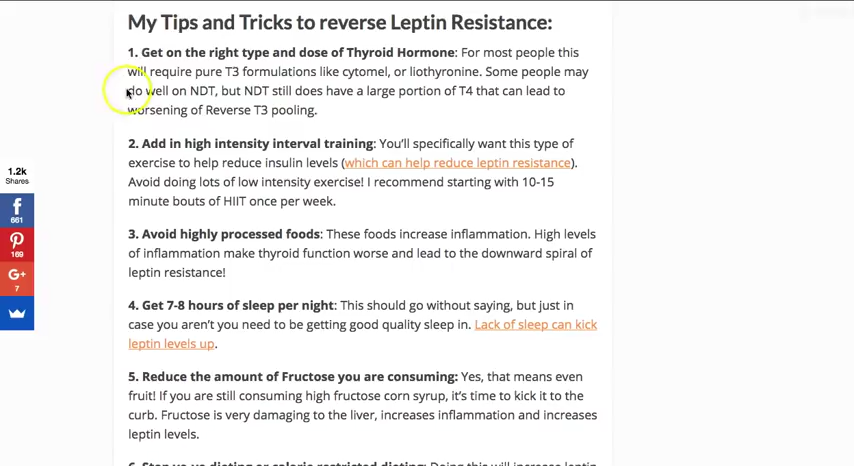 My Tips and Tricks to reverse Leptin Resistance:
1. Get on the right type and dose of Thyroid Hormone: For most people this
will require pure T3 formulations like cytomel, or liothyronine. Some people may
do well on NDT, but NDT still does have a large portion of T4 that can lead to
worsening of Reverse T3 pooling.
2. Add in high intensity interval training: You'll specifically want this type of
exercise to help reduce insulin levels (which can help reduce leptin resistance).
Avoid doing lots of low intensity exercise! I recommend starting with 10-15
minute bouts of HIIT once per week.
3. Avoid highly processed foods: These foods increase inflammation. High levels
of inflammation make thyroid function worse and lead to the downward spiral of
leptin resistance!
4. Get 7-8 hours of sleep per night: This should go without saying, but just in
case you aren't you need to be getting good quality sleep in. Lack of sleep can kick
leptin levels up.
5. Reduce the amount of Fructose you are consuming: Yes, that means even
fruit! If you are still consuming high fructose corn syrup, it's time to kick it to the
curb. Fructose is very damaging to the liver, increases inflammation and increases
leptin levels.
6. Stop yo-yo dieting or calorie restricted dieting: Doing this will increase leptin
1.2k
Shares
661
169
G+
7